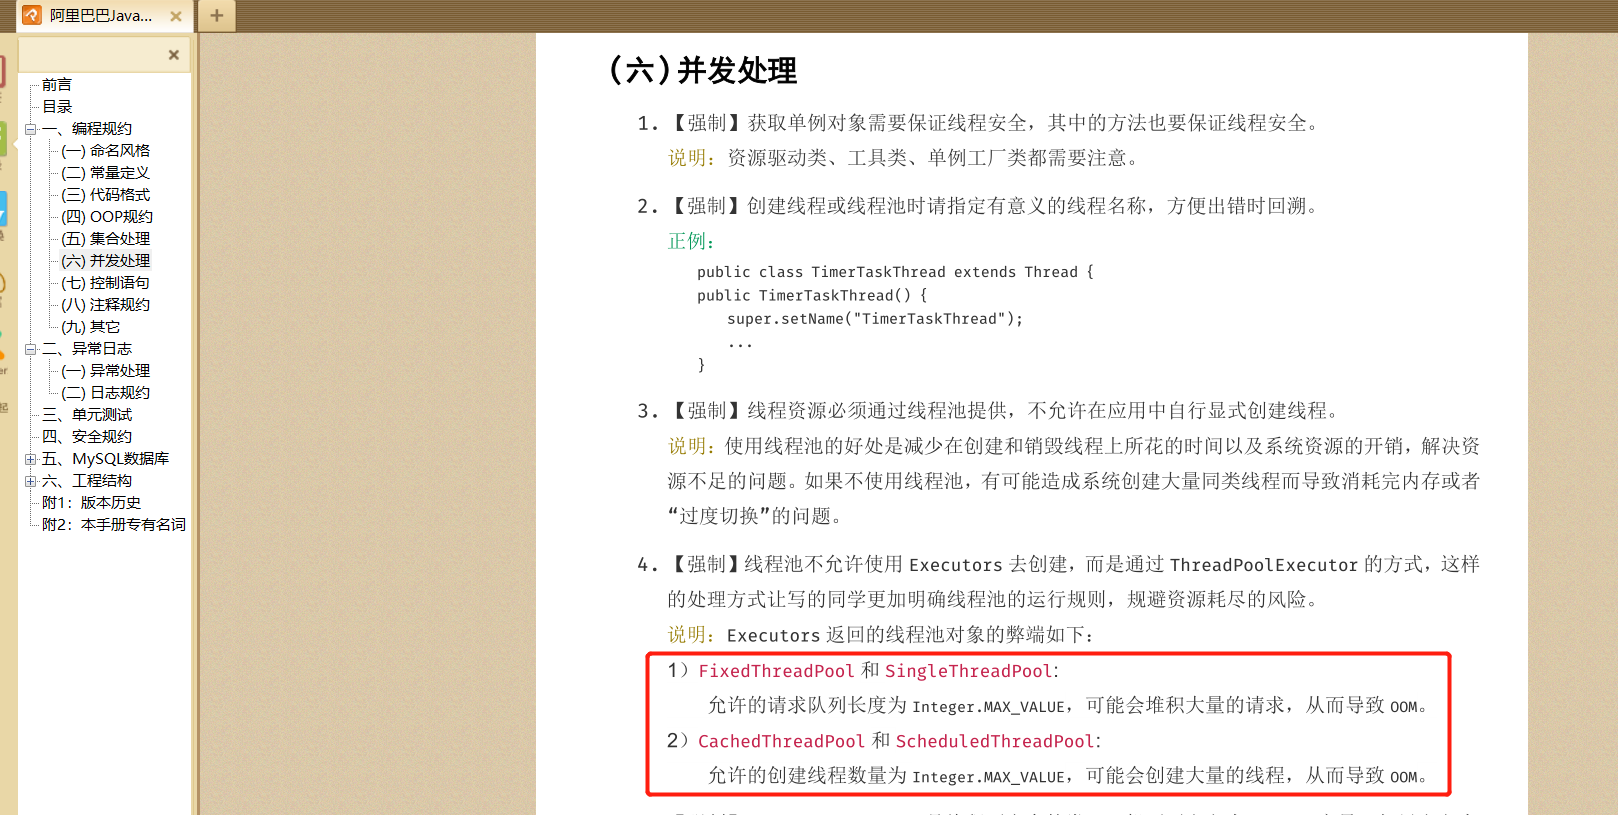 阿里巴巴Java...
前言
目录
一、编程规约
(一) 命名风格
(二) 常量定义
(三) 代码格式
(四) OOP规约
(五) 集合处理
(六) 并发处理
(七) 控制语句
(八) 注释规约
(九) 其它
二、异常日志
(一) 异常处理
(二) 日志规约
三、单元测试
四、安全规约
五、MySQL数据库
六、工程结构
附1：版本历史
附2：本手册专有名词
(六)并发处理
1. 【强制】获取单例对象需要保证线程安全，其中的方法也要保证线程安全。
说明：资源驱动类、工具类、单例工厂类都需要注意。
2. 【强制】创建线程或线程池时请指定有意义的线程名称，方便出错时回溯。
正例：
public class TimerTaskThread extends Thread {
public TimerTaskThread() {
super.setName("TimerTaskThread");
...
}
3. 【强制】线程资源必须通过线程池提供，不允许在应用中自行显式创建线程。
说明：使用线程池的好处是减少在创建和销毁线程上所花的时间以及系统资源的开销，解决资
源不足的问题。如果不使用线程池，有可能造成系统创建大量同类线程而导致消耗完内存或者
“过度切换”的问题。
4. 【强制】线程池不允许使用 Executors 去创建，而是通过 ThreadPoolExecutor 的方式，这样
的处理方式让写的同学更加明确线程池的运行规则，规避资源耗尽的风险。
说明：Executors 返回的线程池对象的弊端如下：
1）FixedThreadPool 和 SingleThreadPool:
允许的请求队列长度为 Integer.MAX_VALUE，可能会堆积大量的请求，从而导致 OOM。
2）CachedThreadPool 和 ScheduledThreadPool:
允许的创建线程数量为 Integer.MAX_VALUE，可能会创建大量的线程，从而导致 OOM。